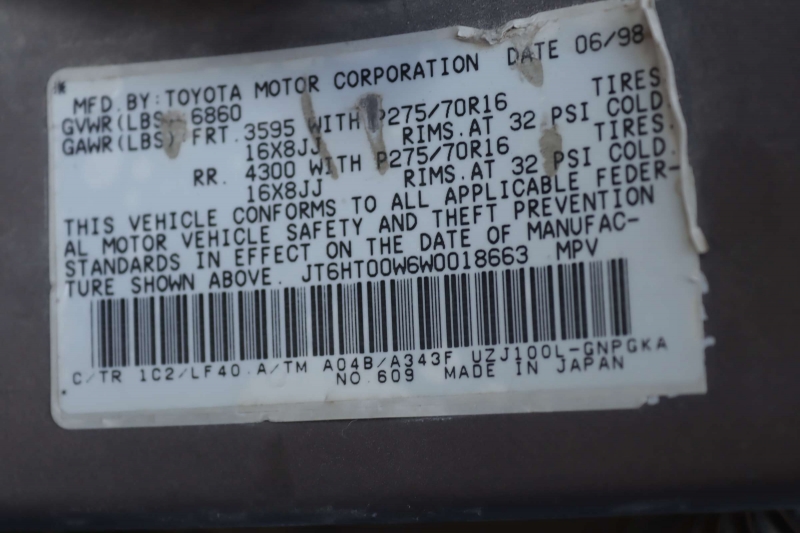 * MFD.BY:TOYOTA MOTOR CORPORATION DATE 06/98
GVWR(LBS) 6860
GAWR(LBS) FRT. 3595 WITH P275/70R16 TIRES
16X8JJ RIMS.AT 32 PSI COLD.
RR. 4300 WITH P275/70R16 TIRES.
16X8JJ RIMS.AT 32 PSI COLD.
THIS VEHICLE CONFORMS TO ALL APPLICABLE FEDER-
AL MOTOR VEHICLE SAFETY AND THEFT PREVENTION
STANDARDS IN EFFECT ON THE DATE OF MANUFAC-
TURE SHOWN ABOVE. JT6HT00W6W0018663 MPV
C/TR 1C2/LF40.A/TM A04B/A343F UZJ100L-GNPGKA
NO.609 MADE IN JAPAN